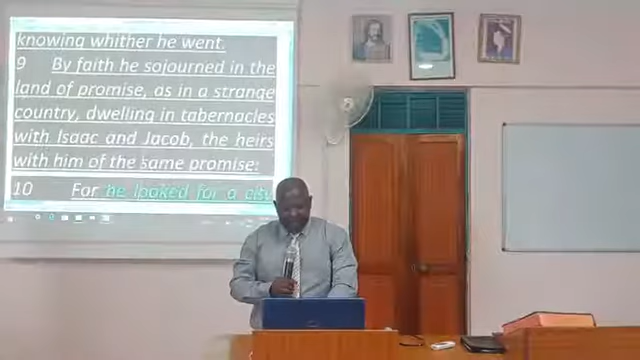 knowing whither he went.
9 By faith he sojourned in the
land of promise, as in a strange
country, dwelling in tabernacles
with Isaac and Jacob, the heirs
with him of the same promise:
10 For he looked for a city,